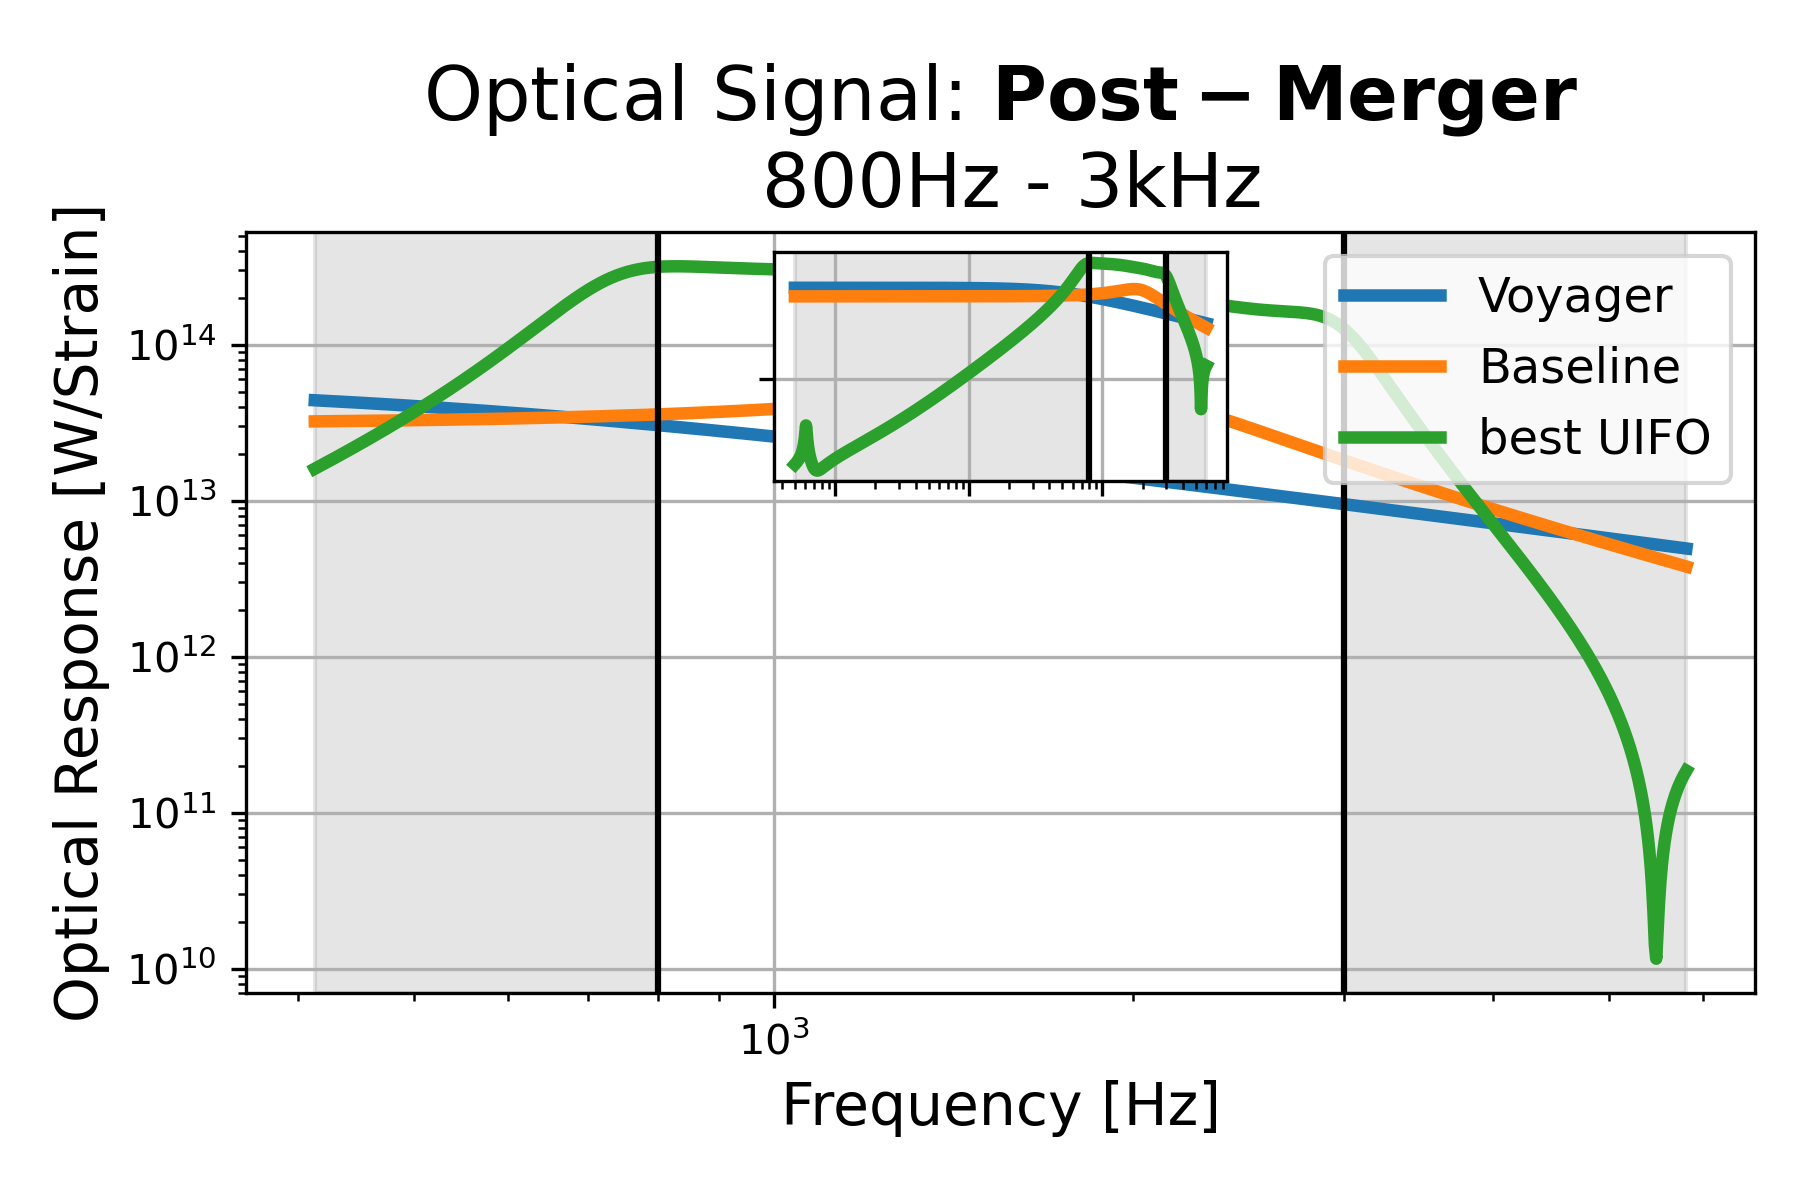 Optical Signal: Post − Merger
800Hz - 3kHz
Optical Response [W/Strain]
10^14
10^13
10^12
10^11
10^10
10^3
Frequency [Hz]
Voyager
Baseline
best UIFO